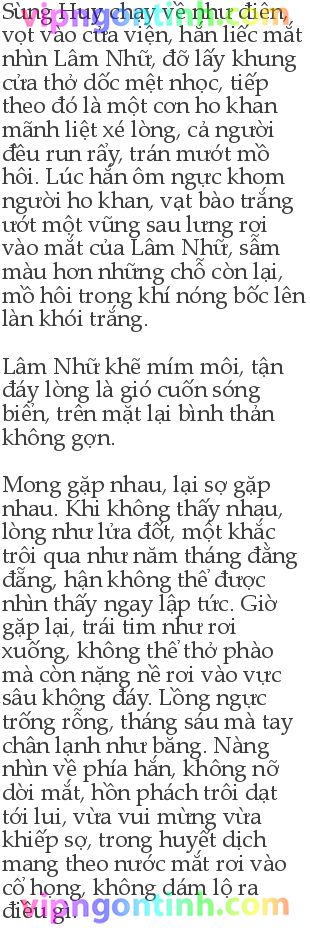 Sùng Huy chạy về như điên,
vọt vào cửa viện, hắn liếc mắt
nhìn Lâm Nhữ, đỡ lấy khung
cửa thở dốc mệt nhọc, tiếp
theo đó là một cơn ho khan
mãnh liệt xé lòng, cả người
đều run rẩy, trán mướt mồ
hôi. Lúc hắn ôm ngực khom
người ho khan, vạt bào trắng
ướt một vũng sau lưng rơi
vào mắt của Lâm Nhữ, sẫm
màu hơn những chỗ còn lại,
mồ hôi trong khí nóng bốc lên
làn khói trắng.
Lâm Nhữ khẽ mím môi, tận
đáy lòng là gió cuốn sóng
biển, trên mặt lại bình thản
không gợn.
Mong gặp nhau, lại sợ gặp
nhau. Khi không thấy nhau,
lòng như lửa đốt, một khắc
trôi qua như năm tháng đằng
đẵng, hận không thể được
nhìn thấy ngay lập tức. Giờ
gặp lại, trái tim như rơi
xuống, không thể thở phào
mà còn nặng nề rơi vào vực
sâu không đáy. Lồng ngực
trống rỗng, tháng sáu mà tay
chân lạnh như băng. Nàng
nhìn về phía hắn, không nỡ
dời mắt, hồn phách trôi dạt
tới lui, vừa vui mừng vừa
khiếp sợ, trong huyết dịch
mang theo nước mắt rơi vào
cổ họng, không dám lộ ra
điều gì.
vipngontinh.com
vipngontinh.com